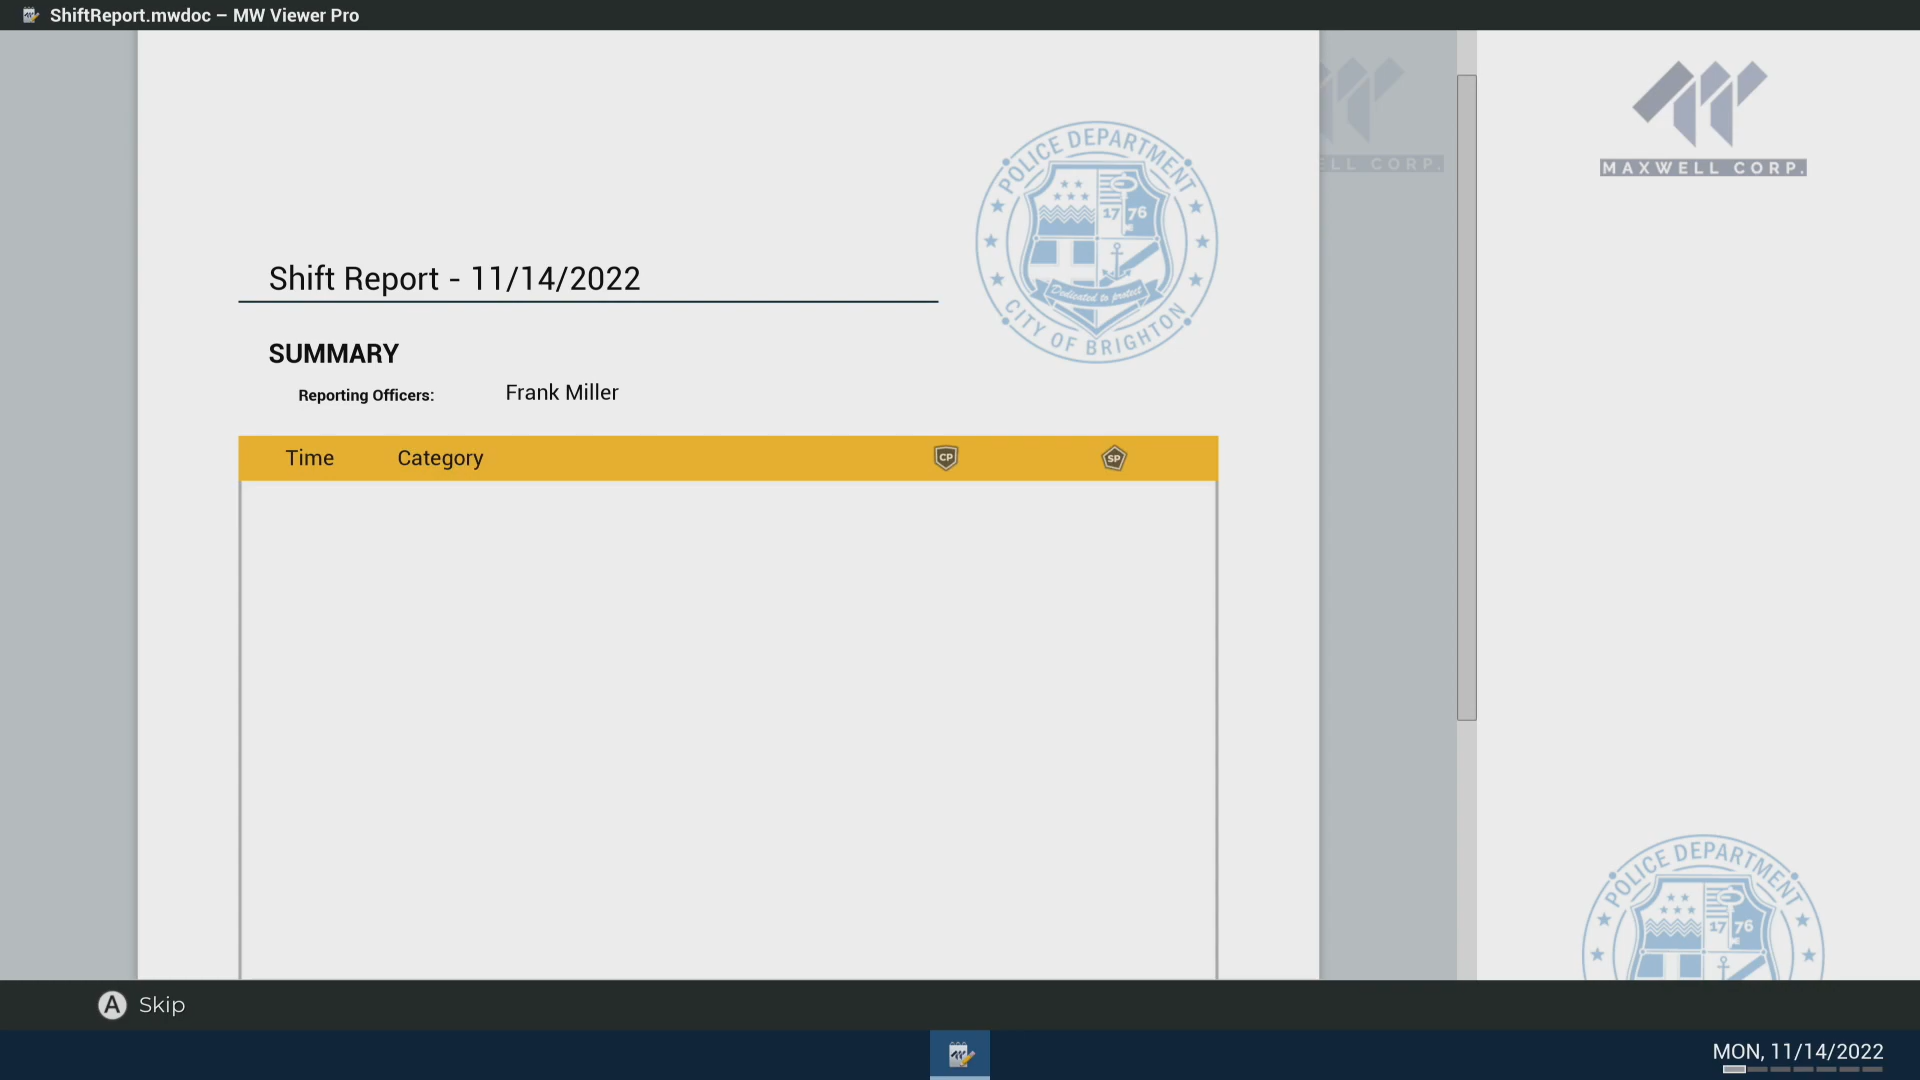 ShiftReport.mwdoc – MW Viewer Pro
MAXWELL CORP.
ELL CORP.
POLICE DEPARTMENT
17 76
Dedicated to protect
CITY OF BRIGHTON
Shift Report - 11/14/2022
SUMMARY
Reporting Officers: Frank Miller
Time Category CP SP
POLICE DEPARTMENT
17 76
A Skip
MON, 11/14/2022